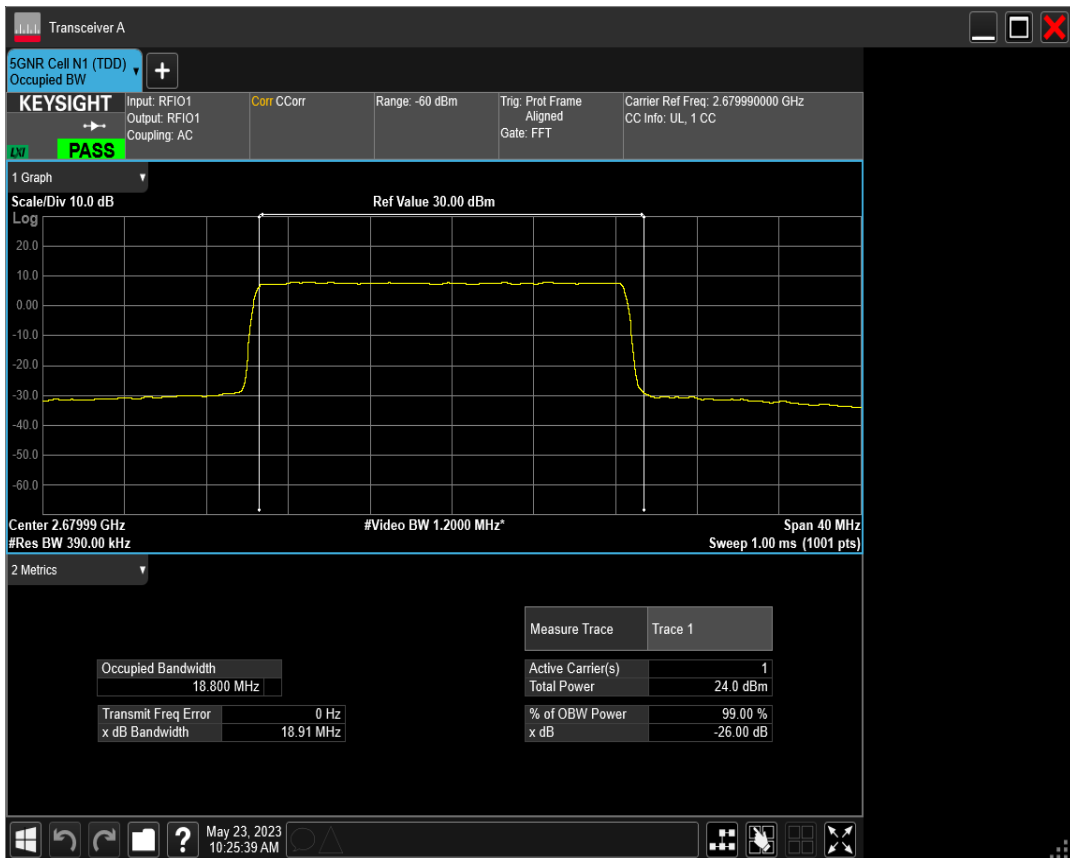 Transceiver A
5GNR Cell N1 (TDD)
Occupied BW
+
KEYSIGHT
LXI
PASS
Input: RFIO1
Output: RFIO1
Coupling: AC
Corr CCorr
Range: -60 dBm
Trig: Prot Frame
Aligned
Gate: FFT
Carrier Ref Freq: 2.679990000 GHz
CC Info: UL, 1 CC
1 Graph
Scale/Div 10.0 dB
Ref Value 30.00 dBm
Log
20.0
10.0
0.00
-10.0
-20.0
-30.0
-40.0
-50.0
-60.0
Center 2.67999 GHz
#Video BW 1.2000 MHz*
Span 40 MHz
#Res BW 390.00 kHz
Sweep 1.00 ms (1001 pts)
2 Metrics
Measure Trace Trace 1
Occupied Bandwidth
18.800 MHz
Active Carrier(s) 1
Total Power 24.0 dBm
Transmit Freq Error 0 Hz
x dB Bandwidth 18.91 MHz
% of OBW Power 99.00 %
x dB -26.00 dB
?
May 23, 2023
10:25:39 AM